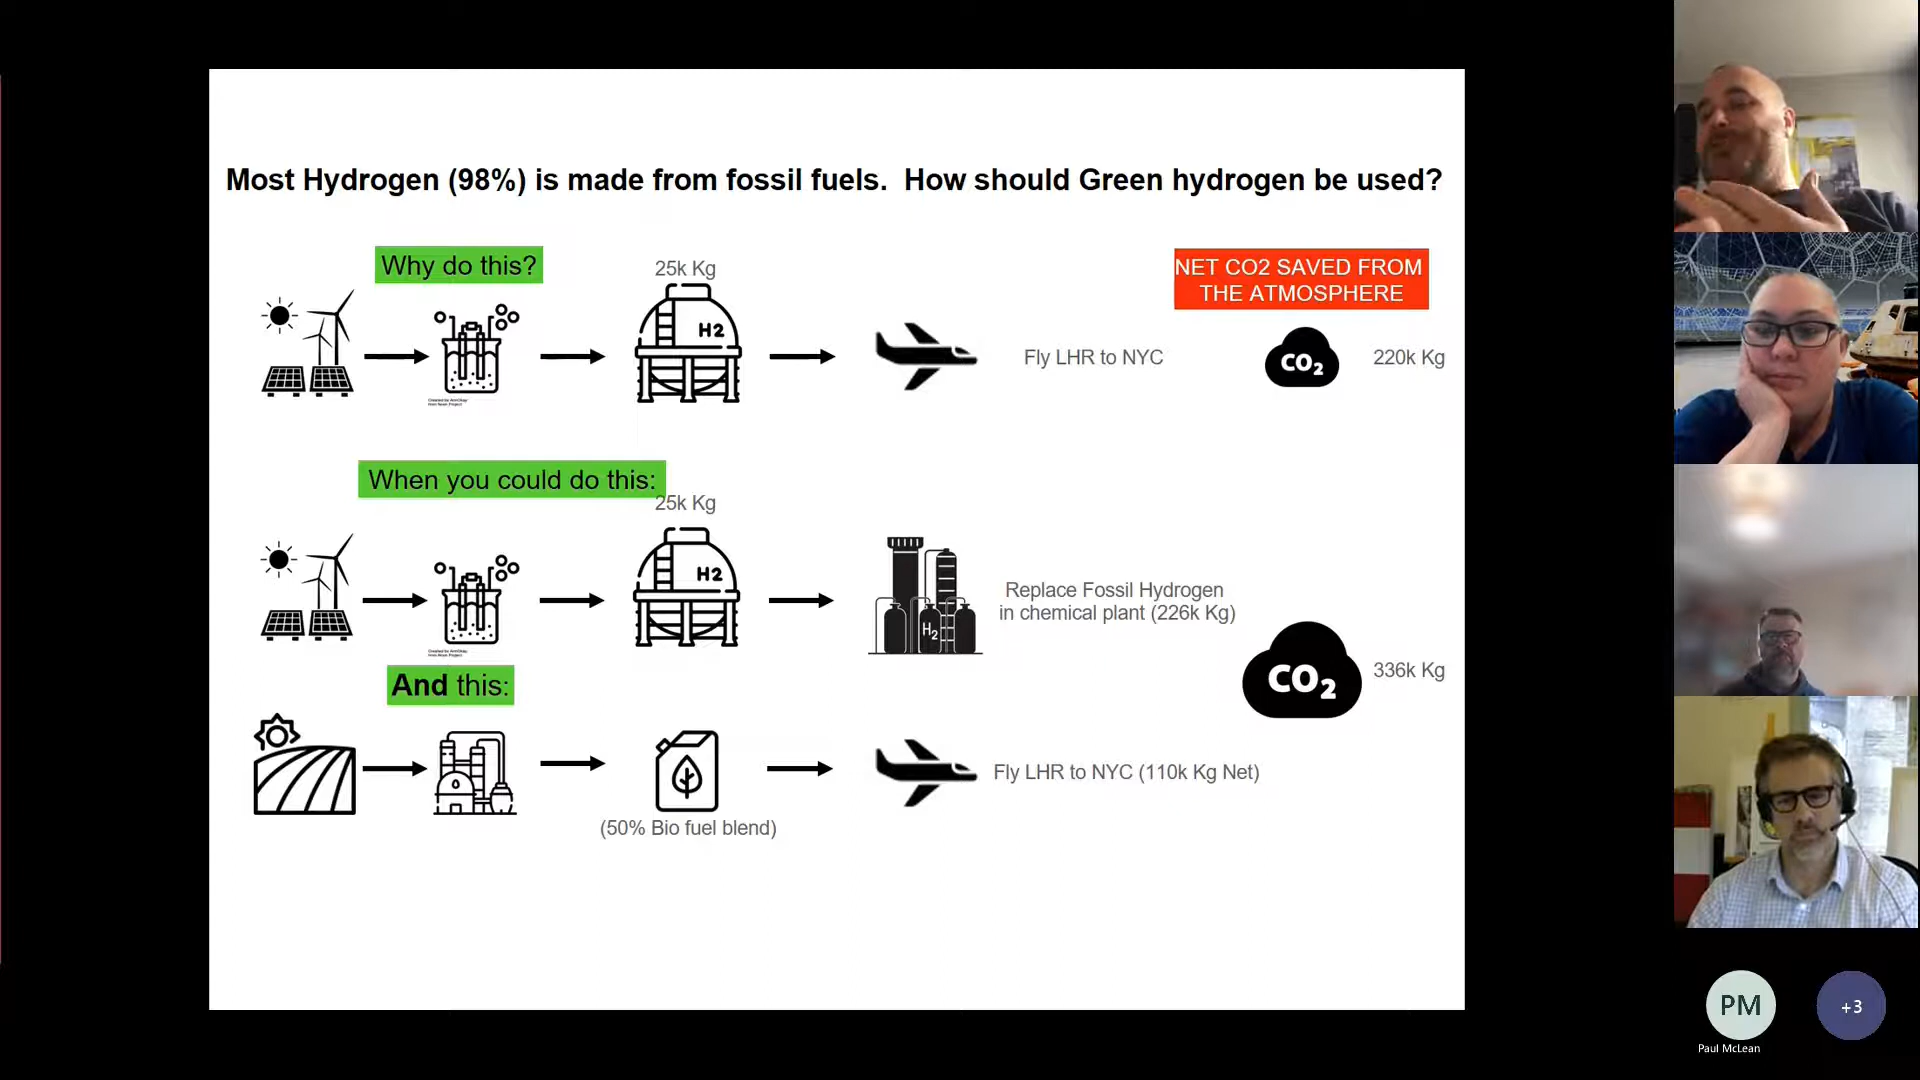 Most Hydrogen (98%) is made from fossil fuels.  How should Green hydrogen be used?
Why do this?
25k Kg
NET CO2 SAVED FROM
THE ATMOSPHERE
H2
Fly LHR to NYC
CO₂
220k Kg
When you could do this:
25k Kg
H2
Replace Fossil Hydrogen
in chemical plant (226k Kg)
H₂
CO₂
336k Kg
And this:
Fly LHR to NYC (110k Kg Net)
(50% Bio fuel blend)
PM
+3
Paul McLean